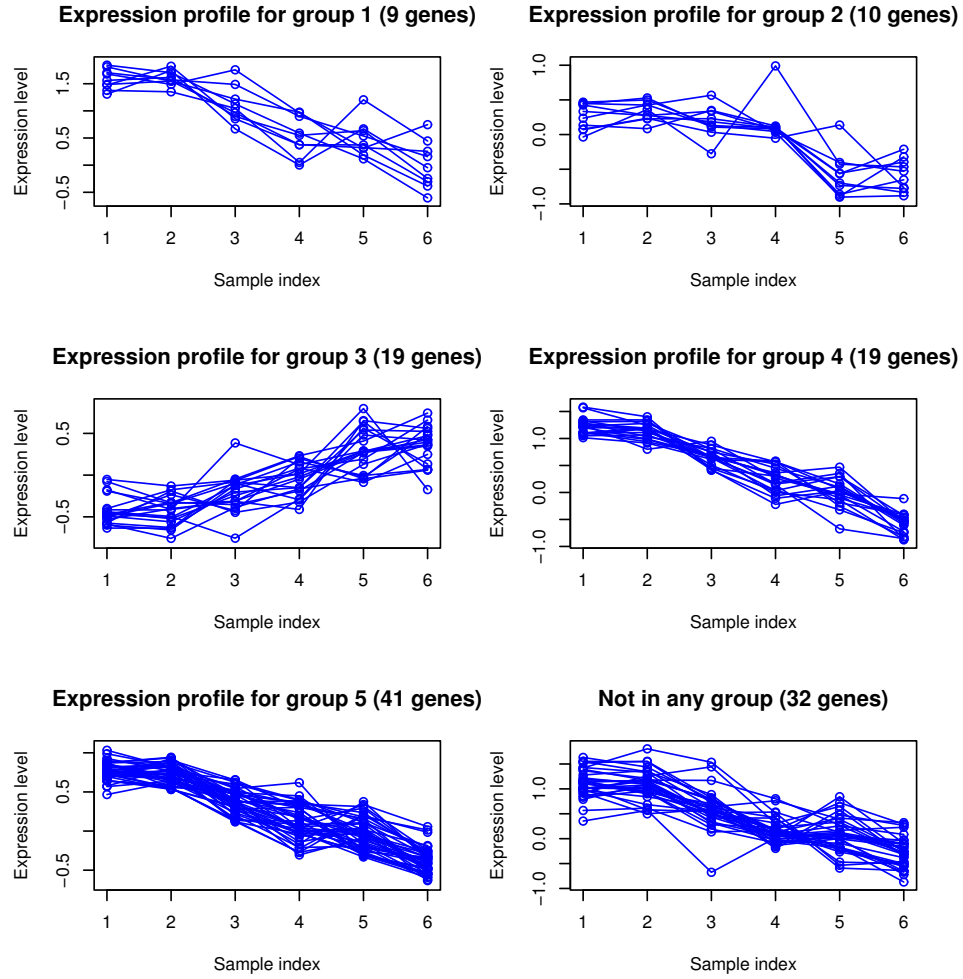 Expression profile for group 1 (9 genes)
Expression level
1.5
0.5
−0.5
1 2 3 4 5 6
Sample index
Expression profile for group 2 (10 genes)
Expression level
1.0
0.0
−1.0
1 2 3 4 5 6
Sample index
Expression profile for group 3 (19 genes)
Expression level
0.5
−0.5
1 2 3 4 5 6
Sample index
Expression profile for group 4 (19 genes)
Expression level
1.0
0.0
−1.0
1 2 3 4 5 6
Sample index
Expression profile for group 5 (41 genes)
Expression level
0.5
−0.5
1 2 3 4 5 6
Sample index
Not in any group (32 genes)
Expression level
1.0
0.0
−1.0
1 2 3 4 5 6
Sample index